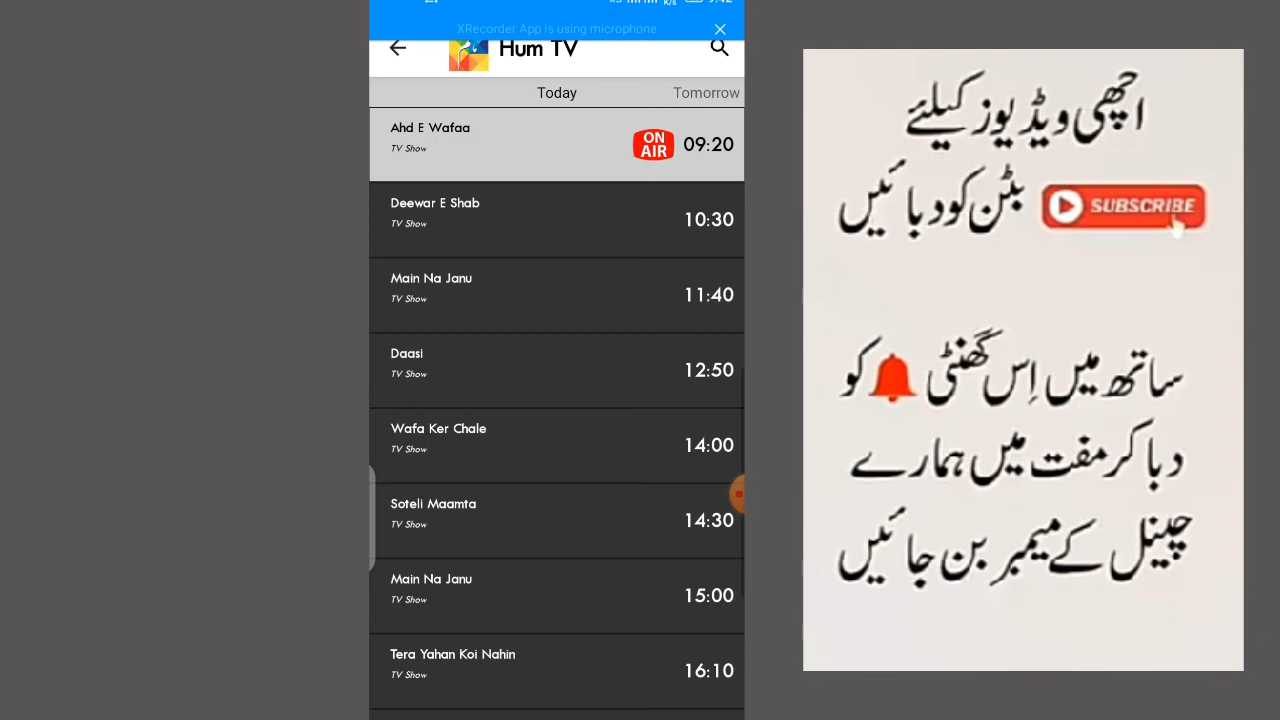 XRecorder App is using microphone
Hum TV
Today
Tomorrow
Ahd E Wafaa
TV Show
ON AIR
09:20
Deewar E Shab
TV Show
10:30
Main Na Janu
TV Show
11:40
Daasi
TV Show
12:50
Wafa Ker Chale
TV Show
14:00
Soteli Maamta
TV Show
14:30
Main Na Janu
TV Show
15:00
Tera Yahan Koi Nahin
TV Show
16:10
اچھی ویڈیوز کیلئے
SUBSCRIBE بٹن کو دبائیں
ساتھ میں اِس گھنٹی کو
دبا کر مفت میں ہمارے
چینل کے میمبر بن جائیں